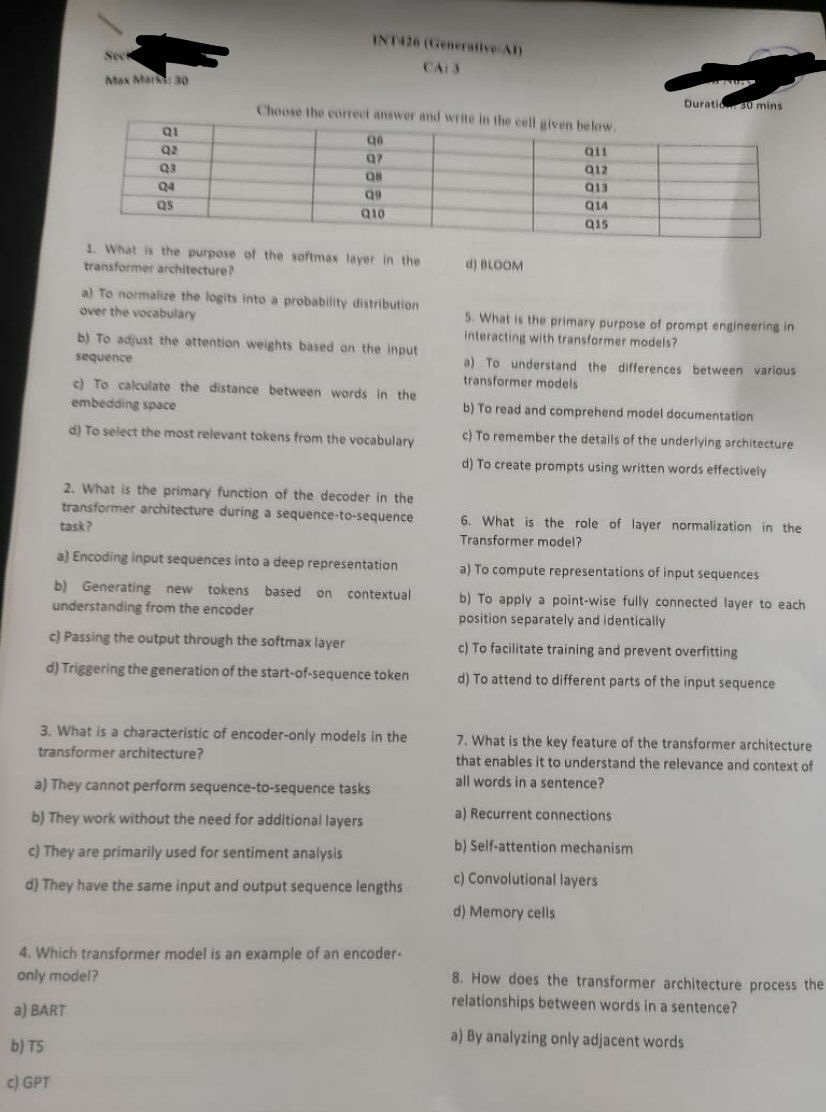 INT426 (Generative-AI)
CA: 3
Max Marks: 30
Duration: 30 mins
Choose the correct answer and write in the cell given below.
Q1 Q6 Q11
Q2 Q7 Q12
Q3 Q8 Q13
Q4 Q9 Q14
Q5 Q10 Q15
1. What is the purpose of the softmax layer in the
transformer architecture?
a) To normalize the logits into a probability distribution
over the vocabulary
b) To adjust the attention weights based on the input
sequence
c) To calculate the distance between words in the
embedding space
d) To select the most relevant tokens from the vocabulary
2. What is the primary function of the decoder in the
transformer architecture during a sequence-to-sequence
task?
a) Encoding input sequences into a deep representation
b) Generating new tokens based on contextual
understanding from the encoder
c) Passing the output through the softmax layer
d) Triggering the generation of the start-of-sequence token
3. What is a characteristic of encoder-only models in the
transformer architecture?
a) They cannot perform sequence-to-sequence tasks
b) They work without the need for additional layers
c) They are primarily used for sentiment analysis
d) They have the same input and output sequence lengths
4. Which transformer model is an example of an encoder-
only model?
a) BART
b) T5
c) GPT
d) BLOOM
5. What is the primary purpose of prompt engineering in
interacting with transformer models?
a) To understand the differences between various
transformer models
b) To read and comprehend model documentation
c) To remember the details of the underlying architecture
d) To create prompts using written words effectively
6. What is the role of layer normalization in the
Transformer model?
a) To compute representations of input sequences
b) To apply a point-wise fully connected layer to each
position separately and identically
c) To facilitate training and prevent overfitting
d) To attend to different parts of the input sequence
7. What is the key feature of the transformer architecture
that enables it to understand the relevance and context of
all words in a sentence?
a) Recurrent connections
b) Self-attention mechanism
c) Convolutional layers
d) Memory cells
8. How does the transformer architecture process the
relationships between words in a sentence?
a) By analyzing only adjacent words